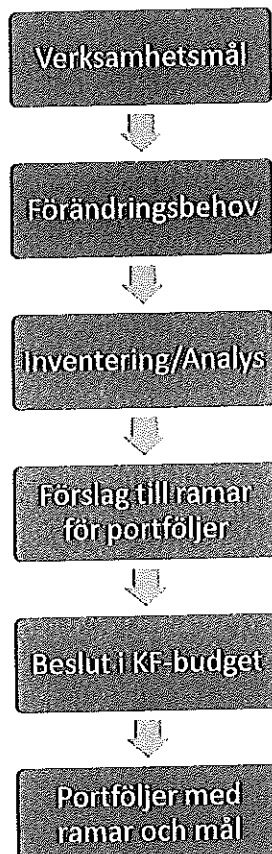 Verksamhetsmål
Förändringsbehov
Inventering/Analys
Förslag till ramar
för portföljer
Beslut i KF-budget
Portföljer med
ramar och mål